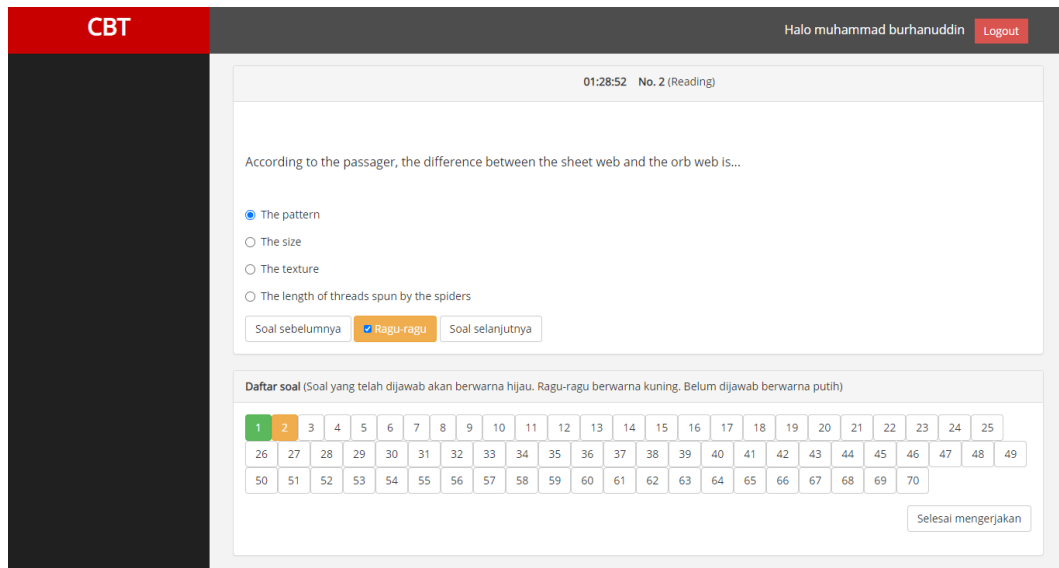 CBT
Halo muhammad burhanuddin Logout
01:28:52 No. 2 (Reading)
According to the passager, the difference between the sheet web and the orb web is...
The pattern
The size
The texture
The length of threads spun by the spiders
Soal sebelumnya Ragu-ragu Soal selanjutnya
Daftar soal (Soal yang telah dijawab akan berwarna hijau. Ragu-ragu berwarna kuning. Belum dijawab berwarna putih)
1 2 3 4 5 6 7 8 9 10 11 12 13 14 15 16 17 18 19 20 21 22 23 24 25
26 27 28 29 30 31 32 33 34 35 36 37 38 39 40 41 42 43 44 45 46 47 48 49
50 51 52 53 54 55 56 57 58 59 60 61 62 63 64 65 66 67 68 69 70
Selesai mengerjakan